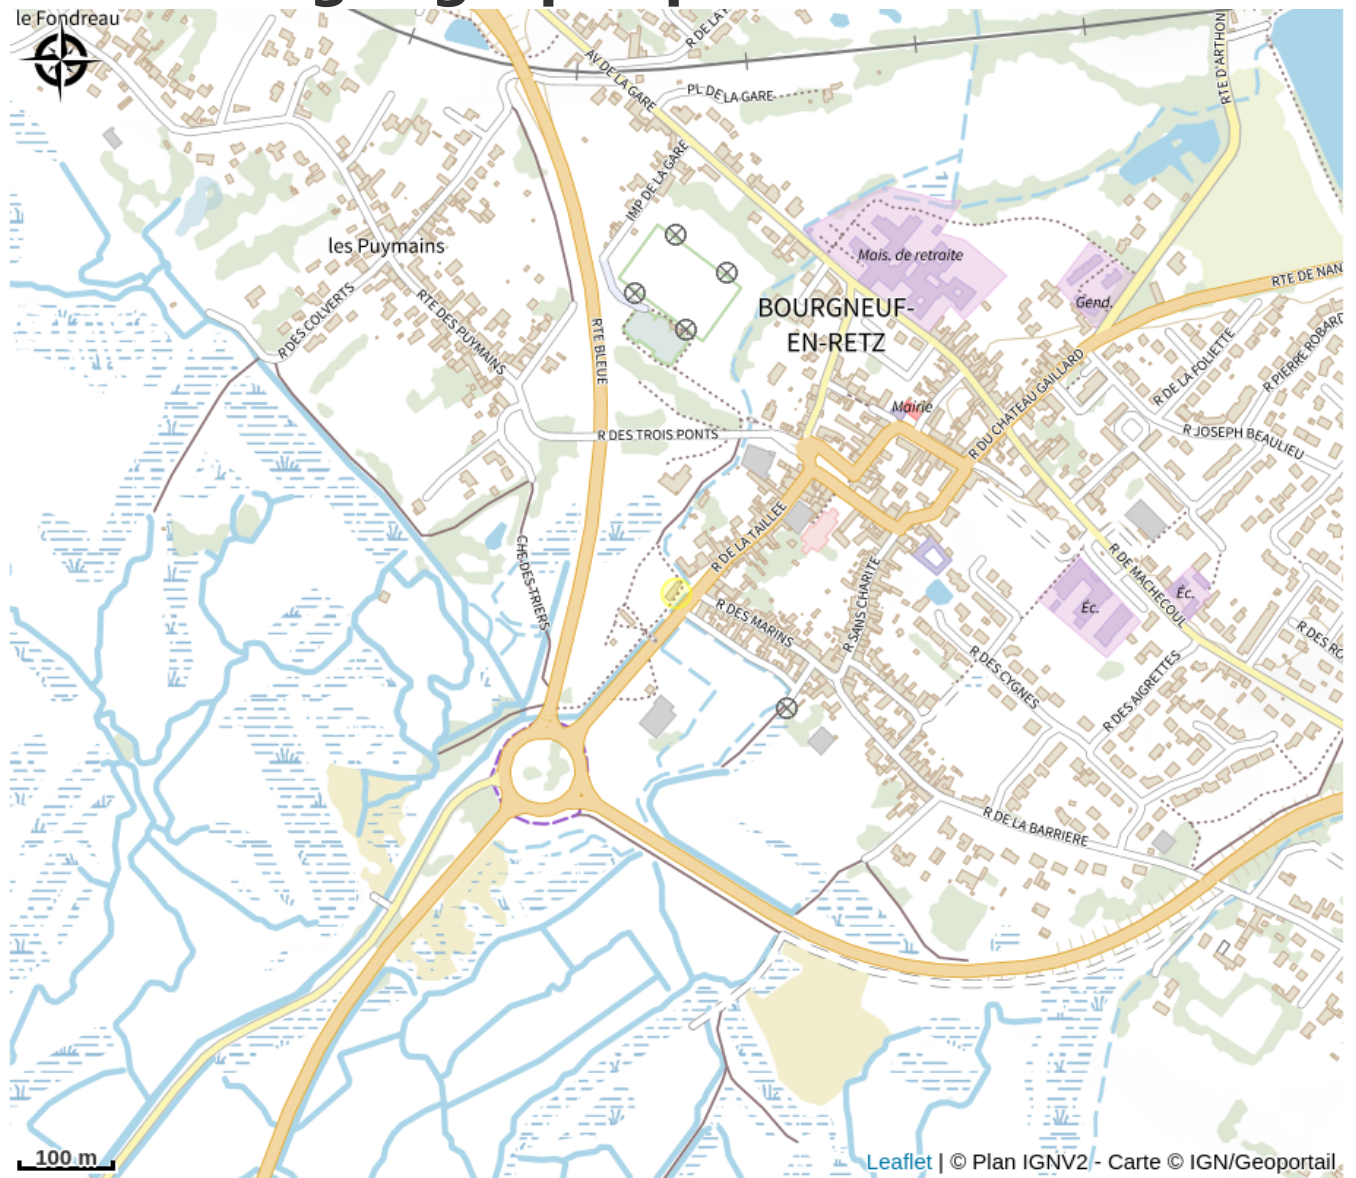 le Fondreau
R DE LA
RTE D'ARTHON
AV DE LA GARE
PL DE LA GARE
IMP DE LA GARE
les Puymains
Mais. de retraite
Gend.
RTE DE NAN
BOURGNEUF-
EN-RETZ
R DES COLVERTS
RTE DES PUYMAINS
RTE BLEUE
R DE LA FOLIETTE
R PIERRE ROBARD
R DU CHATEAU GAILLARD
Mairie
R DES TROIS PONTS
R JOSEPH BEAULIEU
R DE LA TAILLEE
CHE DES TRIERS
R DE MACHECOUL
Éc.
Éc.
R DES MARINS
R SANS CHARITE
R DES CYGNES
R DES AIGRETTES
R DES RO
R DE LA BARRIERE
100 m
Leaflet | © Plan IGNV2 - Carte © IGN/Geoportail